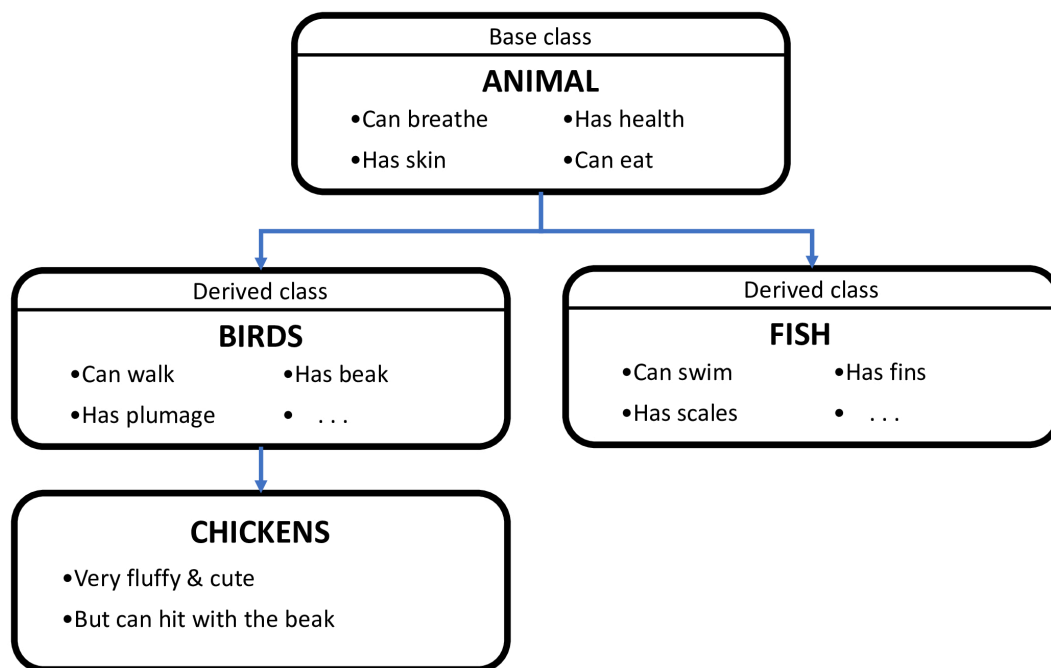 Base class
ANIMAL
•Can breathe •Has health
•Has skin •Can eat
Derived class
BIRDS
•Can walk •Has beak
•Has plumage • . . .
Derived class
FISH
•Can swim •Has fins
•Has scales • . . .
CHICKENS
•Very fluffy & cute
•But can hit with the beak